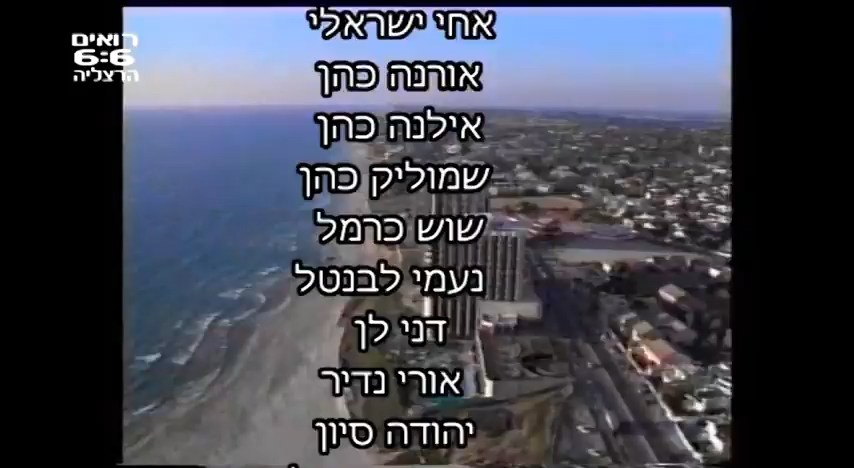 רואים
6:6
הרצליה
אחי ישראלי
אורנה כהן
אילנה כהן
שמוליק כהן
שוש כרמל
נעמי לבנטל
דני לן
אורי נדיר
יהודה סיון